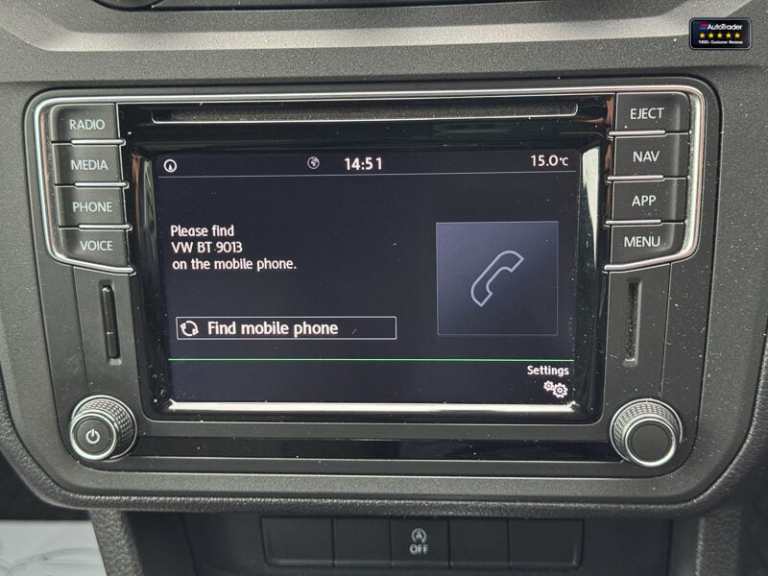 AutoTrader
RADIO
MEDIA
PHONE
VOICE
EJECT
NAV
APP
MENU
14:51
15.0°C
Please find
VW BT 9013
on the mobile phone.
Find mobile phone
Settings
OFF